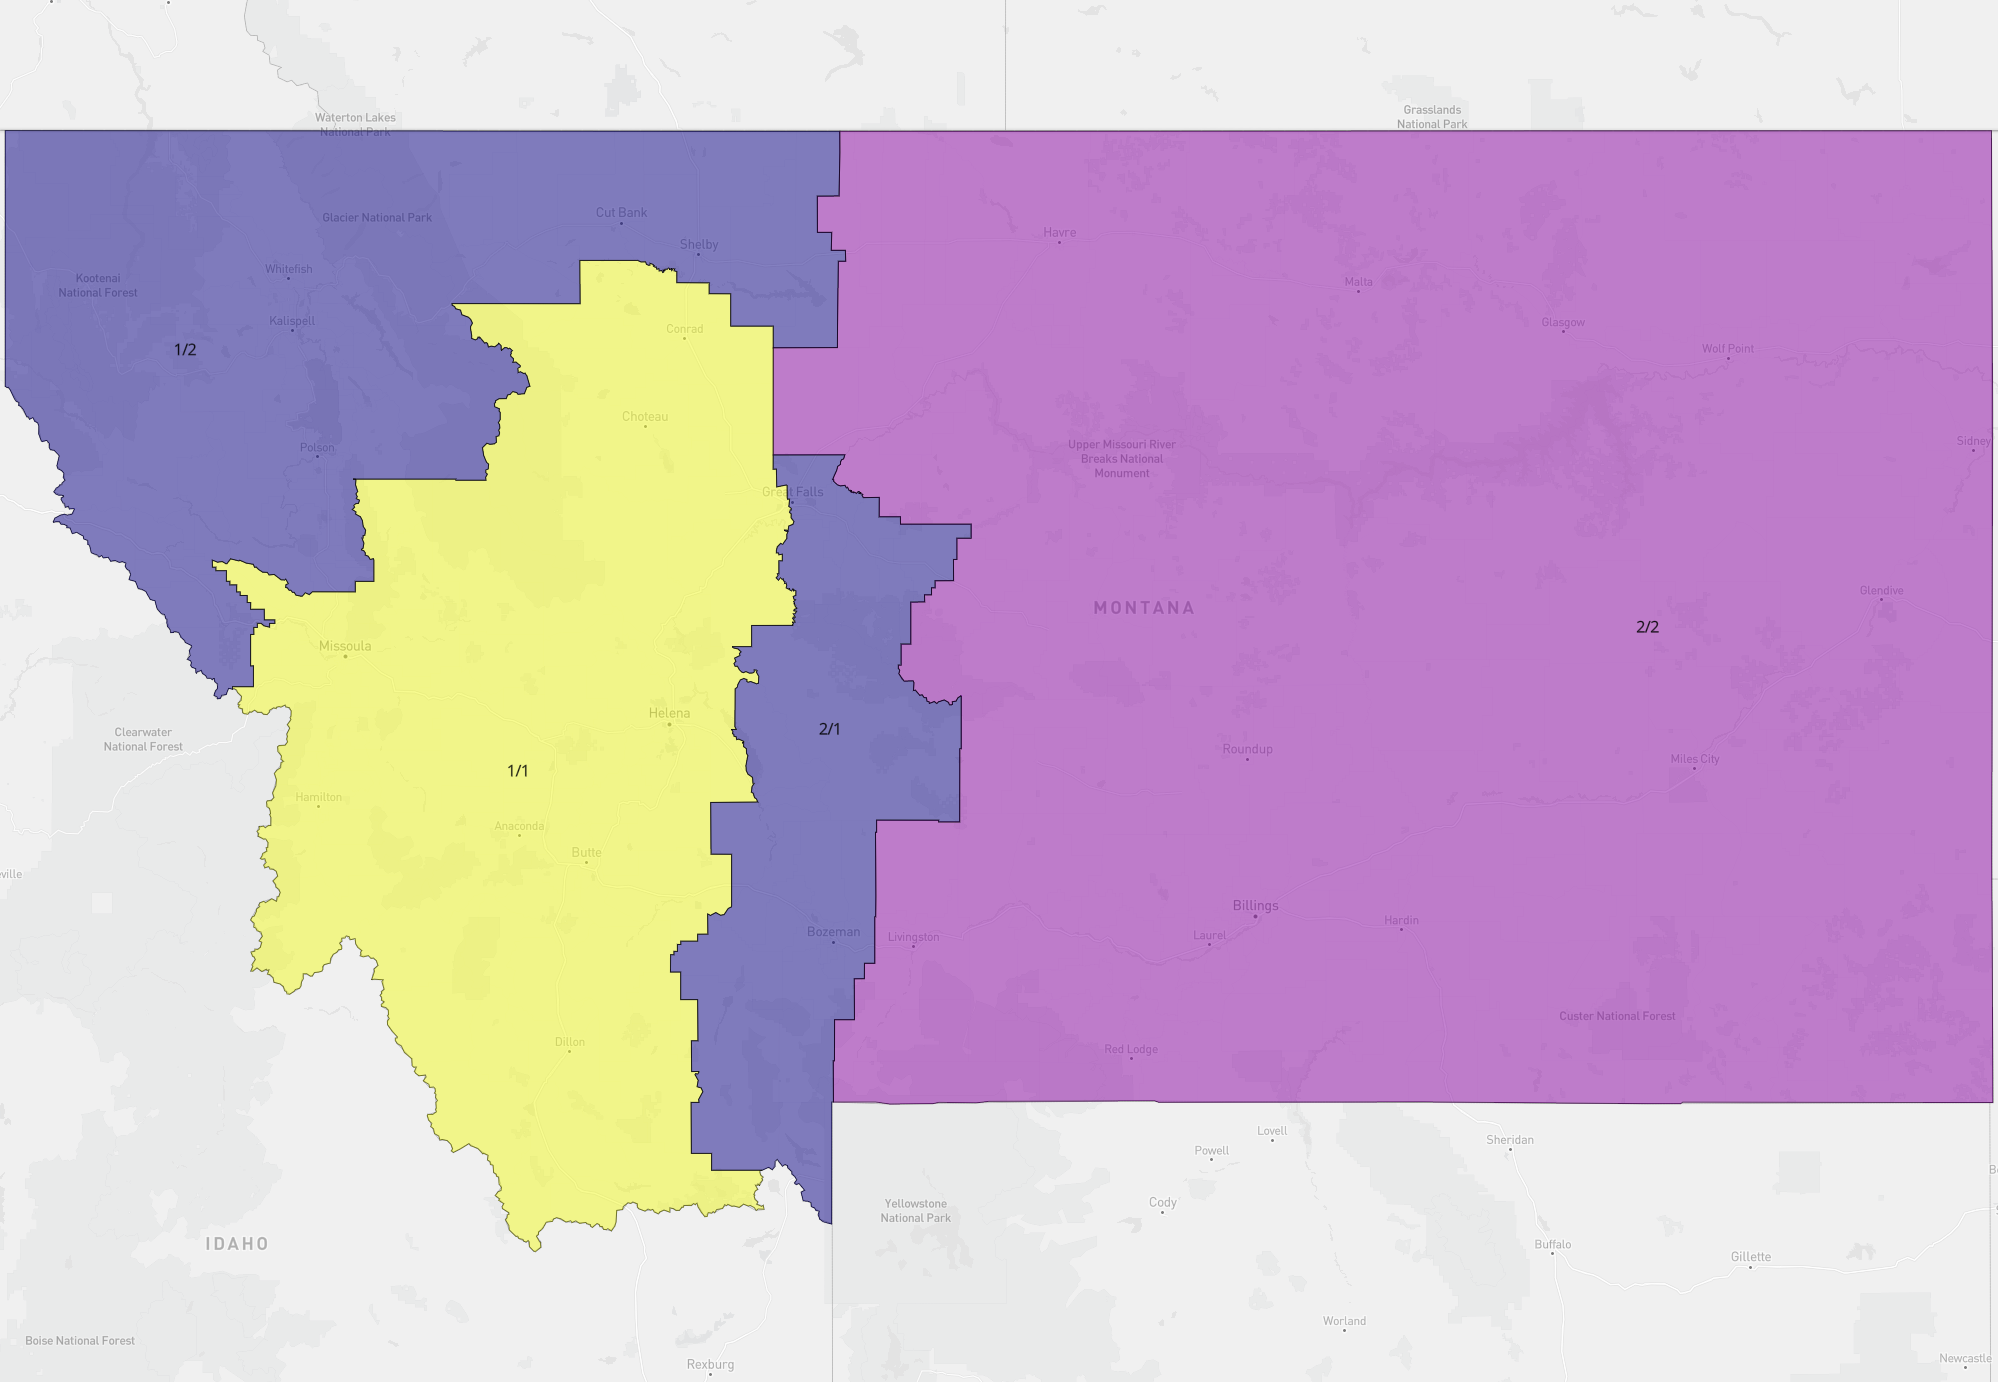 Waterton Lakes
National Park
Grasslands
National Park
Glacier National Park
Cut Bank
Shelby
Havre
Whitefish
Kootenai
National Forest
Malta
Kalispell
Conrad
Glasgow
1/2
Wolf Point
Choteau
Polson
Upper Missouri River
Breaks National
Monument
Sidney
Great Falls
Glendive
MONTANA
2/2
Missoula
Helena
2/1
Clearwater
National Forest
Roundup
Miles City
1/1
Hamilton
Anaconda
Butte
ville
Billings
Bozeman
Livingston
Laurel
Hardin
Custer National Forest
Dillon
Red Lodge
Lovell
Sheridan
Powell
Cody
Yellowstone
National Park
IDAHO
Buffalo
Gillette
Worland
Boise National Forest
Rexburg
Newcastle